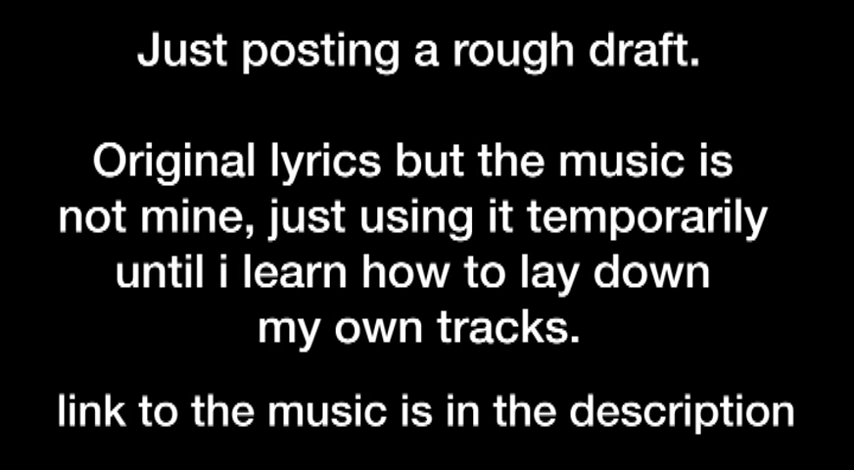 Just posting a rough draft.
Original lyrics but the music is
not mine, just using it temporarily
until i learn how to lay down
my own tracks.
link to the music is in the description